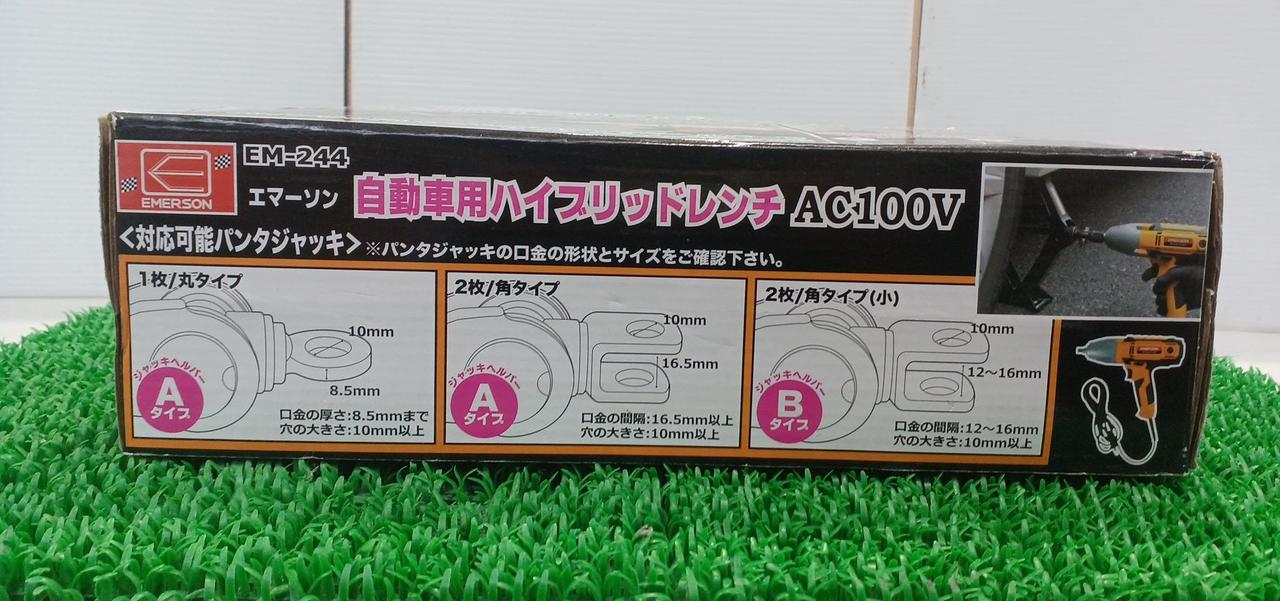 EMERSON
EM-244
エマーソン 自動車用ハイブリッドレンチ AC100V
<対応可能パンタジャッキ> ※パンタジャッキの口金の形状とサイズをご確認下さい。
1枚/丸タイプ
10mm
8.5mm
ジャッキヘルパー
A
タイプ
口金の厚さ:8.5mmまで
穴の大きさ:10mm以上
2枚/角タイプ
10mm
16.5mm
ジャッキヘルパー
A
タイプ
口金の間隔:16.5mm以上
穴の大きさ:10mm以上
2枚/角タイプ(小)
10mm
12～16mm
ジャッキヘルパー
B
タイプ
口金の間隔:12～16mm
穴の大きさ:10mm以上